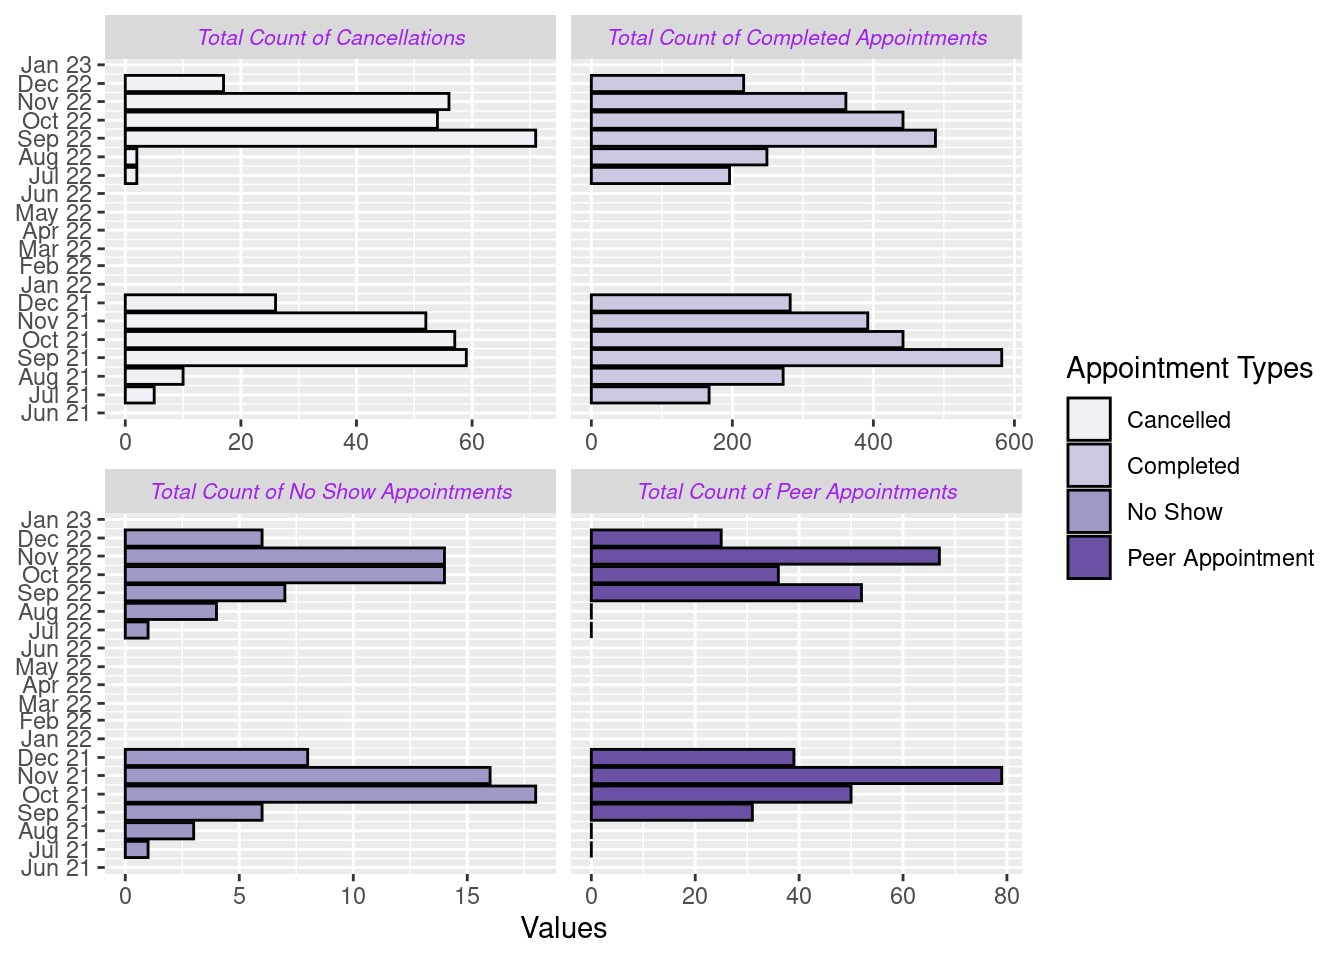 Total Count of Cancellations
Total Count of Completed Appointments
Jan 23
Dec 22
Nov 22
Oct 22
Sep 22
Aug 22
Jul 22
Jun 22
May 22
Apr 22
Mar 22
Feb 22
Jan 22
Dec 21
Nov 21
Oct 21
Sep 21
Aug 21
Jul 21
Jun 21
0 20 40 60
0 200 400 600
Total Count of No Show Appointments
Total Count of Peer Appointments
Jan 23
Dec 22
Nov 22
Oct 22
Sep 22
Aug 22
Jul 22
Jun 22
May 22
Apr 22
Mar 22
Feb 22
Jan 22
Dec 21
Nov 21
Oct 21
Sep 21
Aug 21
Jul 21
Jun 21
0 5 10 15
0 20 40 60 80
Values
Appointment Types
Cancelled
Completed
No Show
Peer Appointment